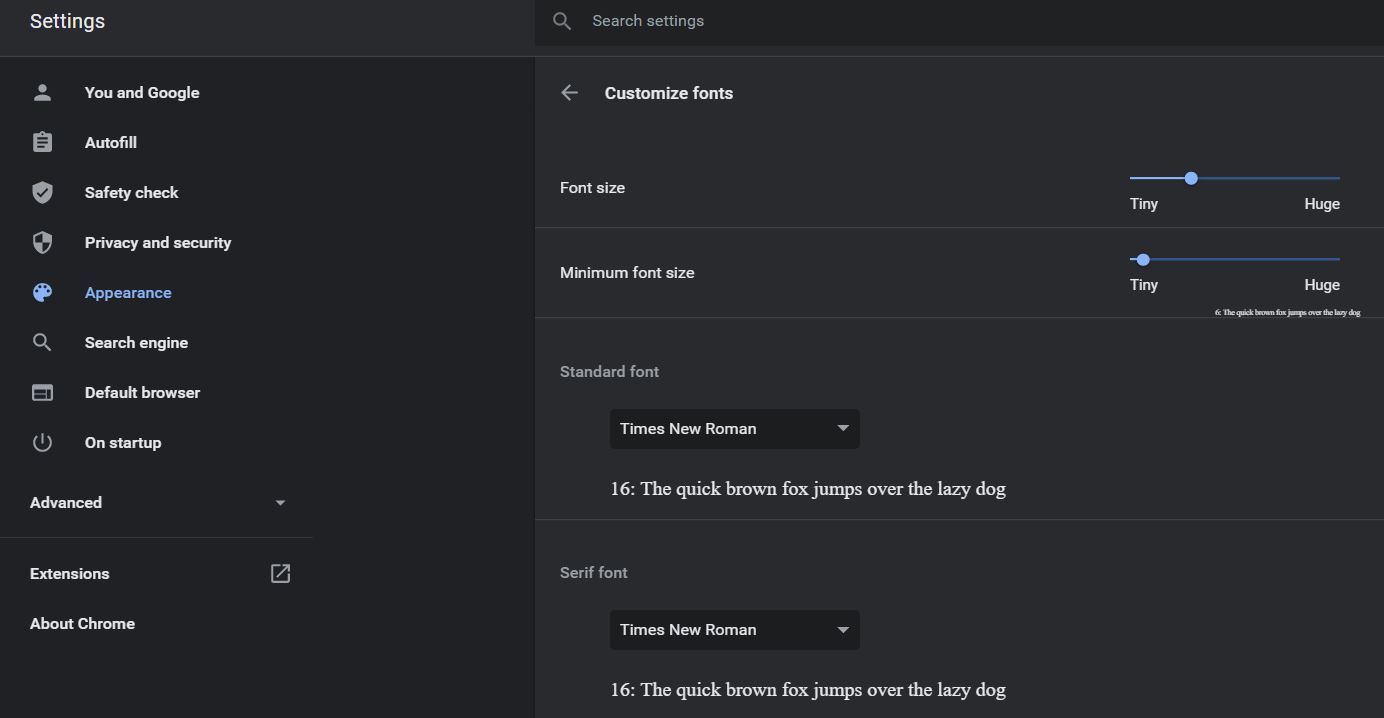 Settings
Search settings
You and Google
Autofill
Safety check
Privacy and security
Appearance
Search engine
Default browser
On startup
Advanced
Extensions
About Chrome
Customize fonts
Font size
Tiny Huge
Minimum font size
Tiny Huge
6: The quick brown fox jumps over the lazy dog
Standard font
Times New Roman
16: The quick brown fox jumps over the lazy dog
Serif font
Times New Roman
16: The quick brown fox jumps over the lazy dog